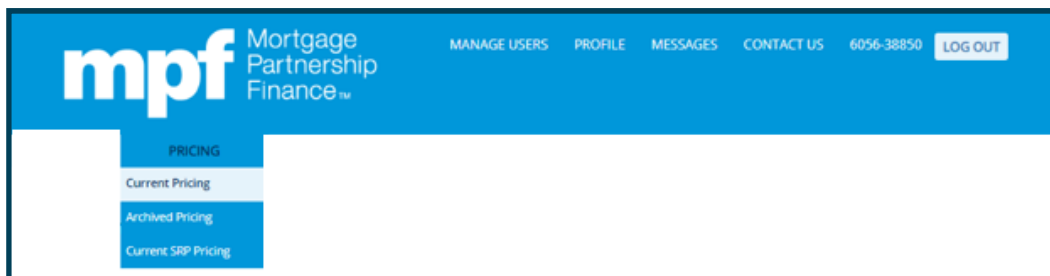 mpf
Mortgage
Partnership
Finance™
MANAGE USERS PROFILE MESSAGES CONTACT US 6056-38850 LOG OUT
PRICING
Current Pricing
Archived Pricing
Current SRP Pricing